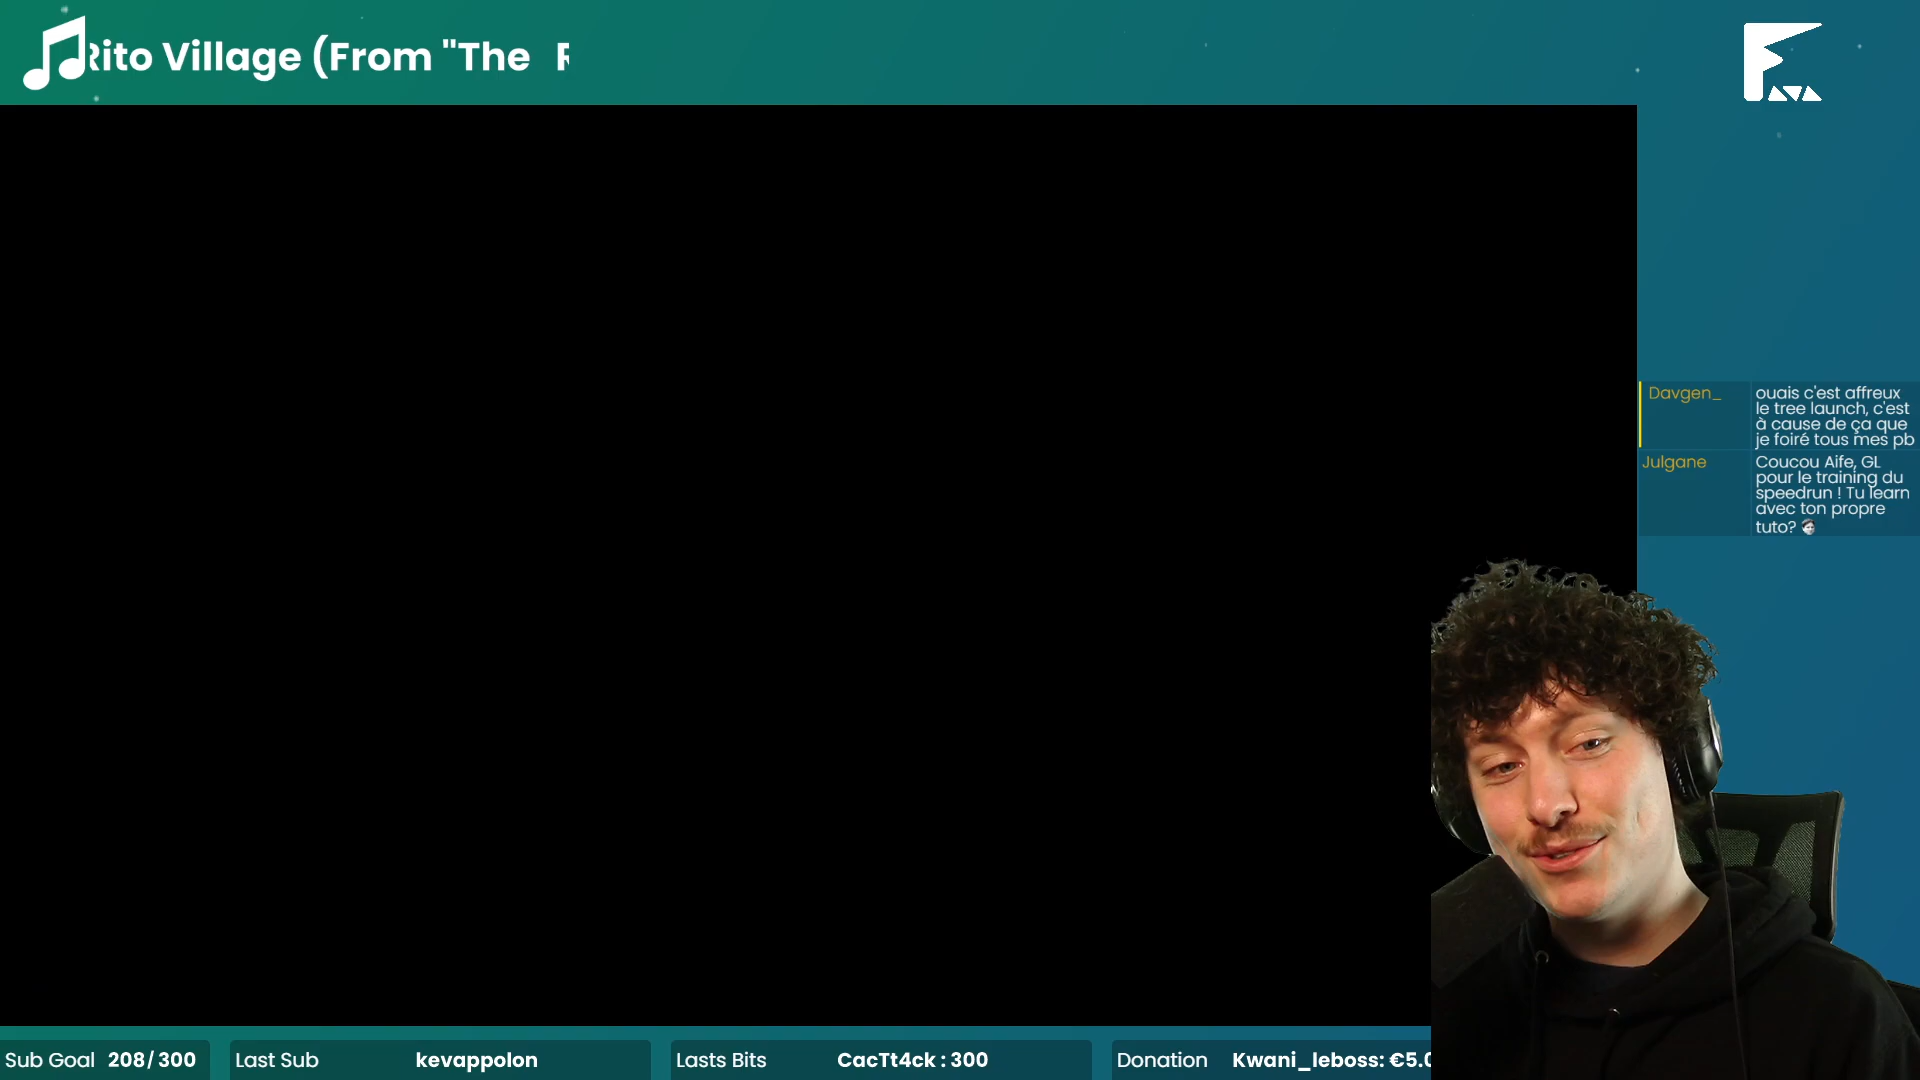 Rito Village (From "The
Davgen_
ouais c'est affreux
le tree launch, c'est
à cause de ça que
je foiré tous mes pb
Julgane
Coucou Aife, GL
pour le training du
speedrun ! Tu learn
avec ton propre
tuto?
Sub Goal 208/300
Last Sub kevappolon
Lasts Bits CacTt4ck : 300
Donation Kwani_leboss: €5.0